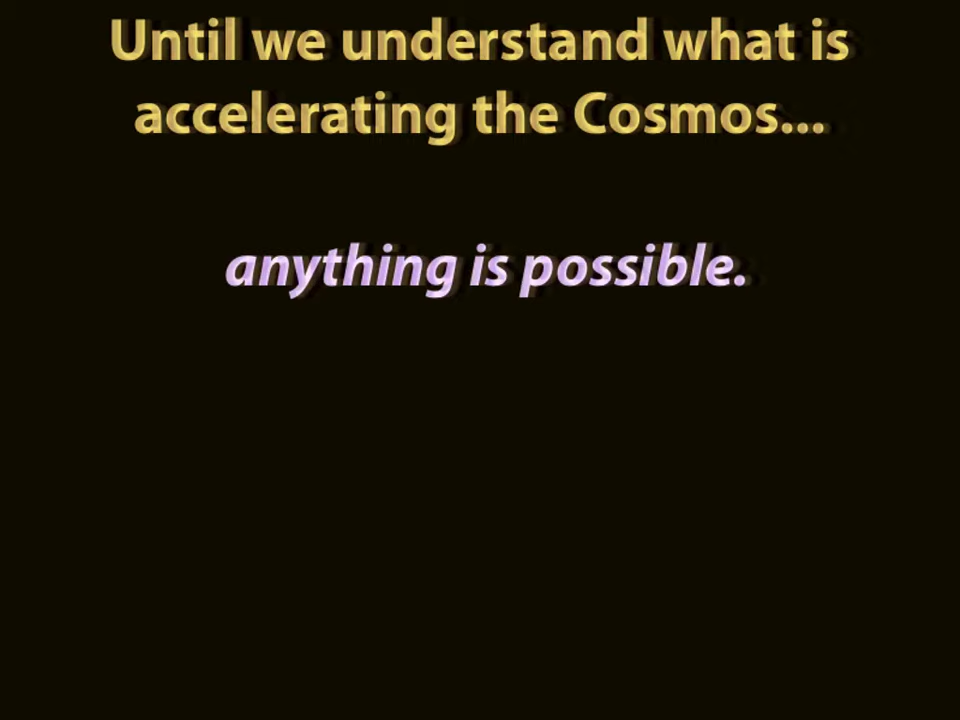 Until we understand what is
accelerating the Cosmos...
anything is possible.